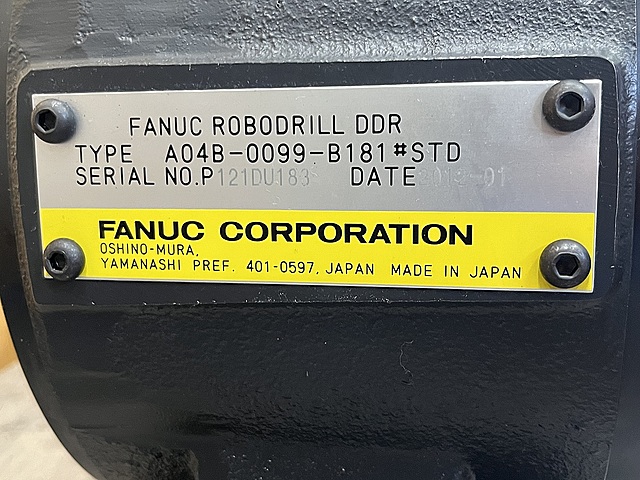 FANUC ROBODRILL DDR
TYPE A04B-0099-B181#STD
SERIAL NO.P DATE
FANUC CORPORATION
OSHINO-MURA,
YAMANASHI PREF. 401-0597, JAPAN MADE IN JAPAN